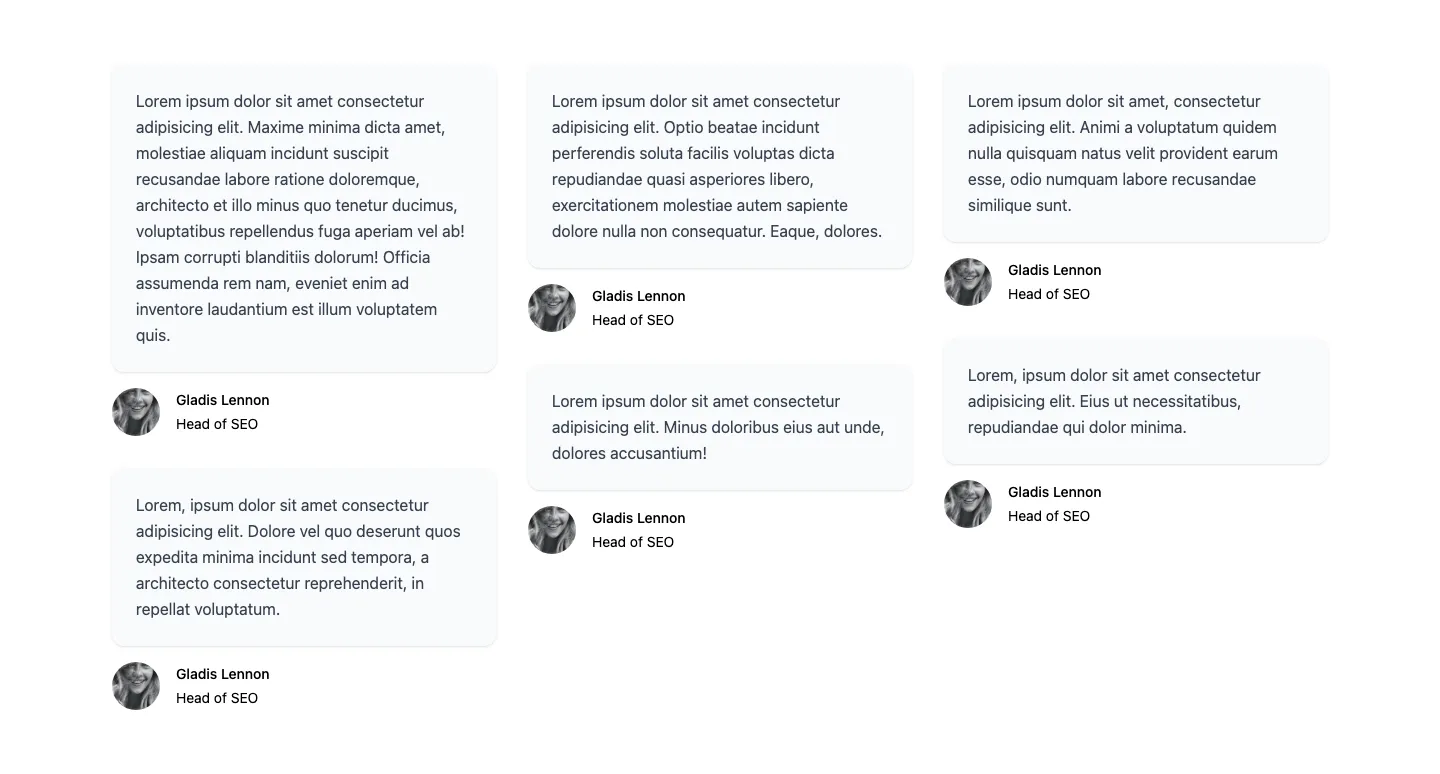 Lorem ipsum dolor sit amet consectetur
adipisicing elit. Maxime minima dicta amet,
molestiae aliquam incidunt suscipit
recusandae labore ratione doloremque,
architecto et illo minus quo tenetur ducimus,
voluptatibus repellendus fuga aperiam vel ab!
Ipsam corrupti blanditiis dolorum! Officia
assumenda rem nam, eveniet enim ad
inventore laudantium est illum voluptatem
quis.
Gladis Lennon
Head of SEO
Lorem, ipsum dolor sit amet consectetur
adipisicing elit. Dolore vel quo deserunt quos
expedita minima incidunt sed tempora, a
architecto consectetur reprehenderit, in
repellat voluptatum.
Gladis Lennon
Head of SEO
Lorem ipsum dolor sit amet consectetur
adipisicing elit. Optio beatae incidunt
perferendis soluta facilis voluptas dicta
repudiandae quasi asperiores libero,
exercitationem molestiae autem sapiente
dolore nulla non consequatur. Eaque, dolores.
Gladis Lennon
Head of SEO
Lorem ipsum dolor sit amet consectetur
adipisicing elit. Minus doloribus eius aut unde,
dolores accusantium!
Gladis Lennon
Head of SEO
Lorem ipsum dolor sit amet, consectetur
adipisicing elit. Animi a voluptatum quidem
nulla quisquam natus velit provident earum
esse, odio numquam labore recusandae
similique sunt.
Gladis Lennon
Head of SEO
Lorem, ipsum dolor sit amet consectetur
adipisicing elit. Eius ut necessitatibus,
repudiandae qui dolor minima.
Gladis Lennon
Head of SEO